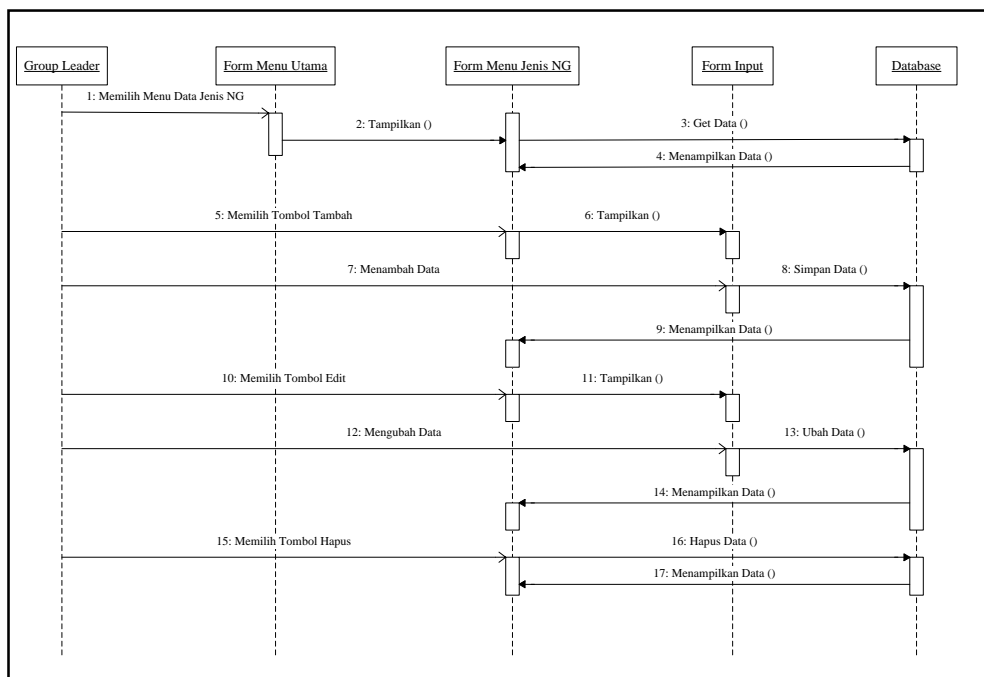 Group Leader
Form Menu Utama
Form Menu Jenis NG
Form Input
Database
1: Memilih Menu Data Jenis NG
2: Tampilkan ()
3: Get Data ()
4: Menampilkan Data ()
5: Memilih Tombol Tambah
6: Tampilkan ()
7: Menambah Data
8: Simpan Data ()
9: Menampilkan Data ()
10: Memilih Tombol Edit
11: Tampilkan ()
12: Mengubah Data
13: Ubah Data ()
14: Menampilkan Data ()
15: Memilih Tombol Hapus
16: Hapus Data ()
17: Menampilkan Data ()